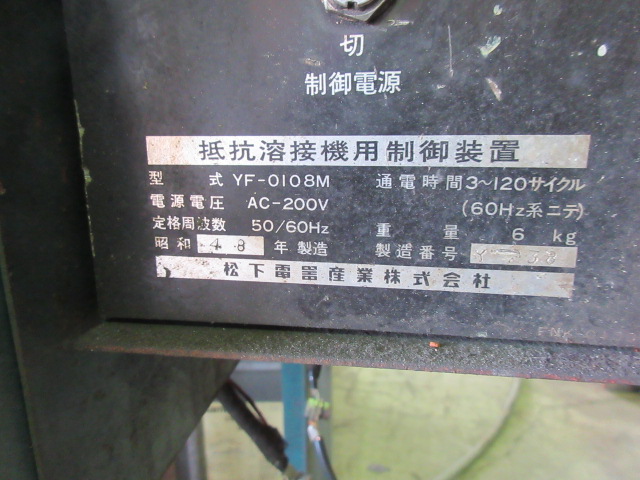 切
制御電源
抵抗溶接機用制御装置
型式 YF-0108M 通電時間 3~120サイクル
電源電圧 AC-200V (60Hz系ニテ)
定格周波数 50/60Hz 重量 6 kg
昭和 48 年製造 製造番号
松下電器産業株式会社